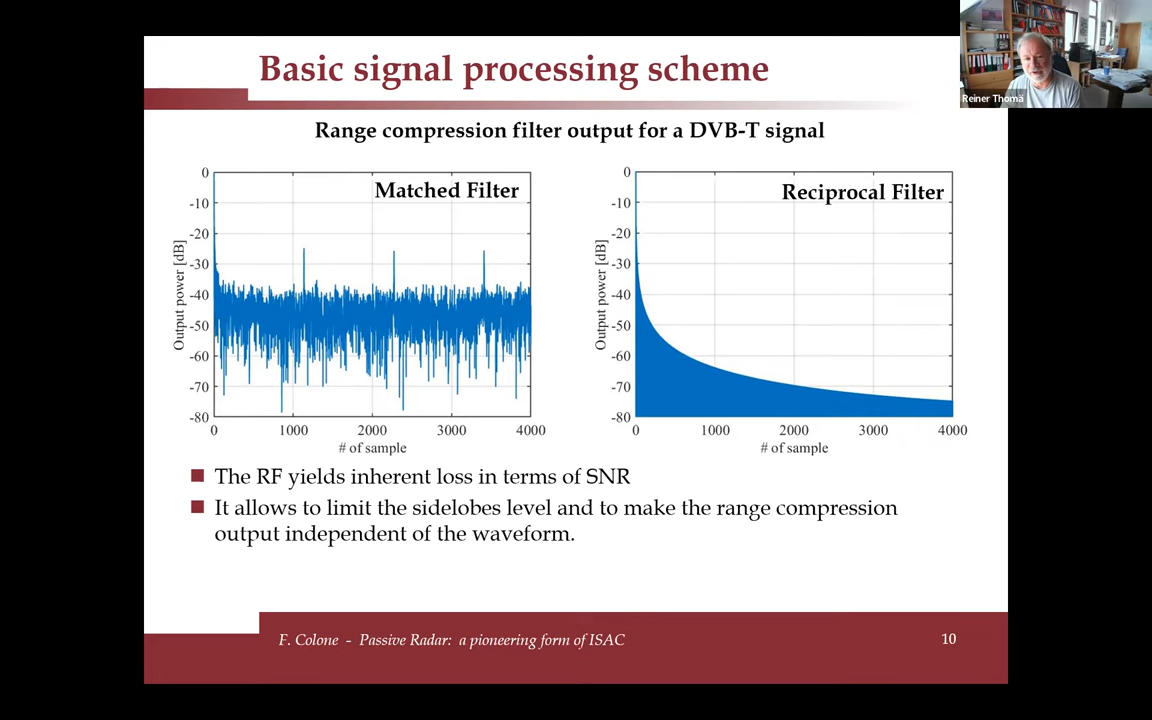 Basic signal processing scheme
Reiner Thomä
Range compression filter output for a DVB-T signal
Matched Filter
0
-10
-20
-30
-40
-50
-60
-70
-80
Output power [dB]
0 1000 2000 3000 4000
# of sample
Reciprocal Filter
0
-10
-20
-30
-40
-50
-60
-70
-80
Output power [dB]
0 1000 2000 3000 4000
# of sample
The RF yields inherent loss in terms of SNR
It allows to limit the sidelobes level and to make the range compression
output independent of the waveform.
F. Colone - Passive Radar: a pioneering form of ISAC
10